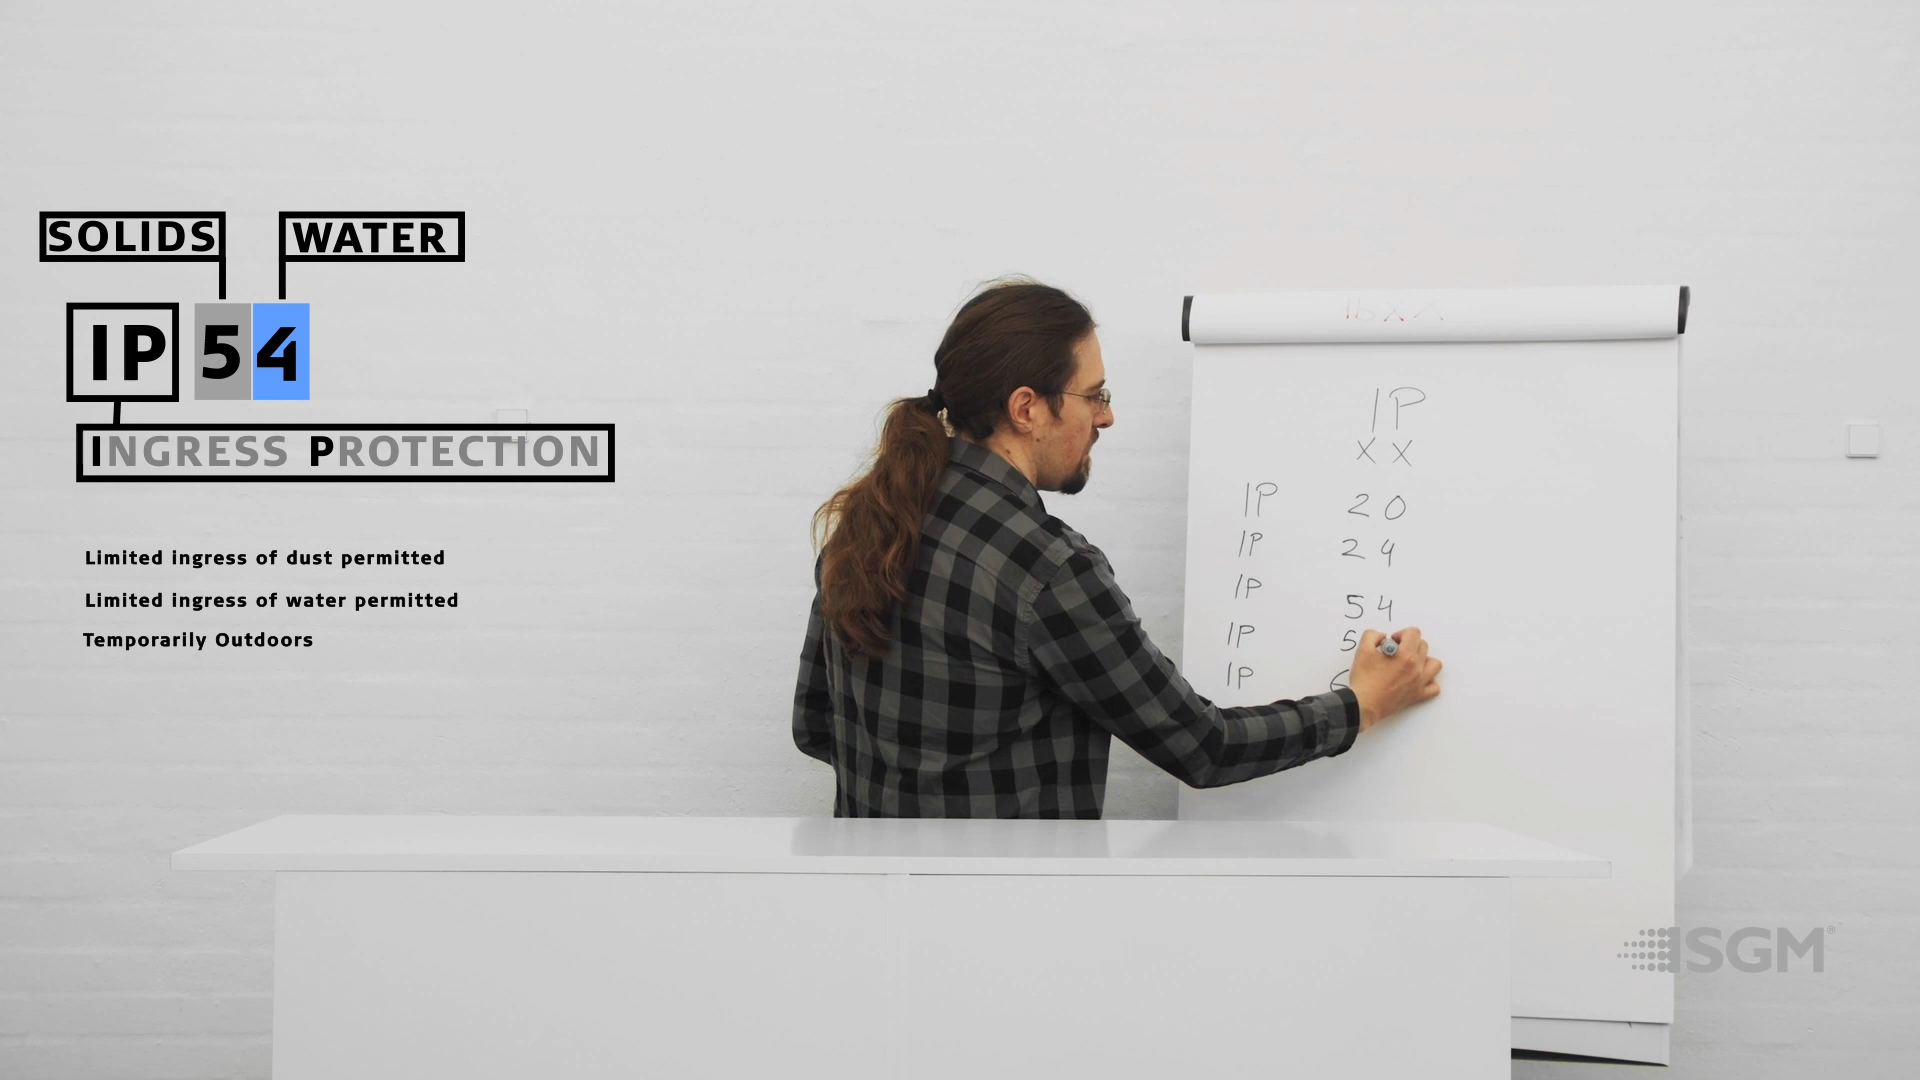 SOLIDS WATER
IP 54
INGRESS PROTECTION
Limited ingress of dust permitted
Limited ingress of water permitted
Temporarily Outdoors
IP
X X
IP 20
IP 24
IP 54
IP 5
IP
SGM®